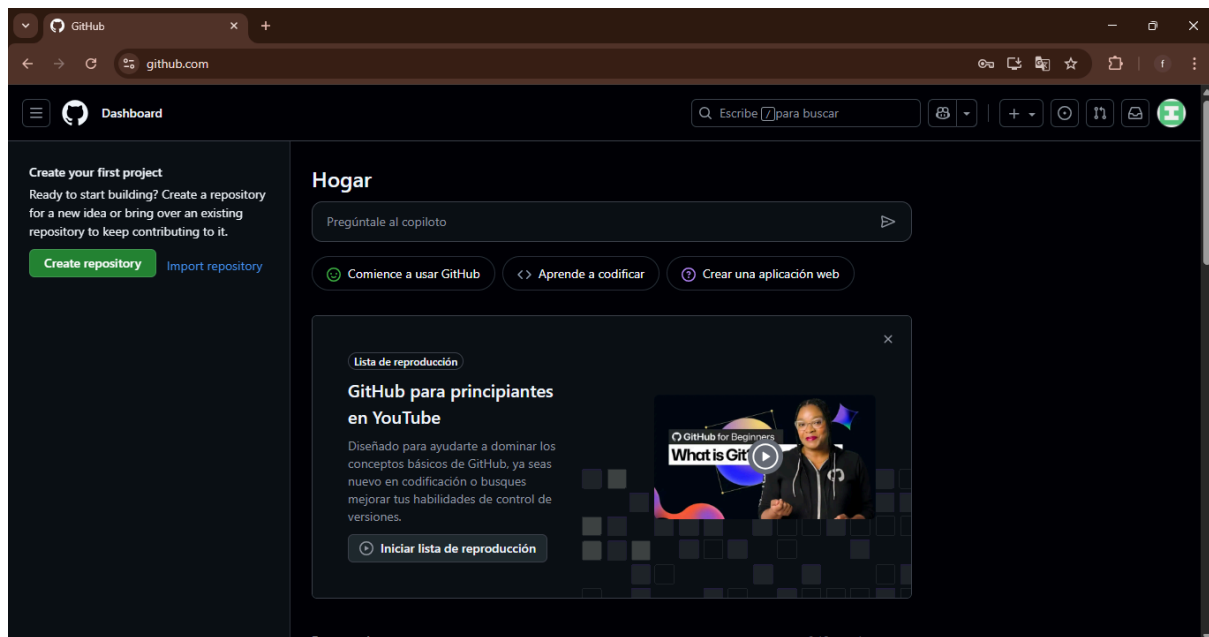 GitHub
github.com
f
Dashboard
Escribe / para buscar
Create your first project
Ready to start building? Create a repository
for a new idea or bring over an existing
repository to keep contributing to it.
Create repository
Import repository
Hogar
Pregúntale al copiloto
Comience a usar GitHub
Aprende a codificar
Crear una aplicación web
Lista de reproducción
GitHub para principiantes
en YouTube
Diseñado para ayudarte a dominar los
conceptos básicos de GitHub, ya seas
nuevo en codificación o busques
mejorar tus habilidades de control de
versiones.
Iniciar lista de reproducción
GitHub for Beginners
What is Git